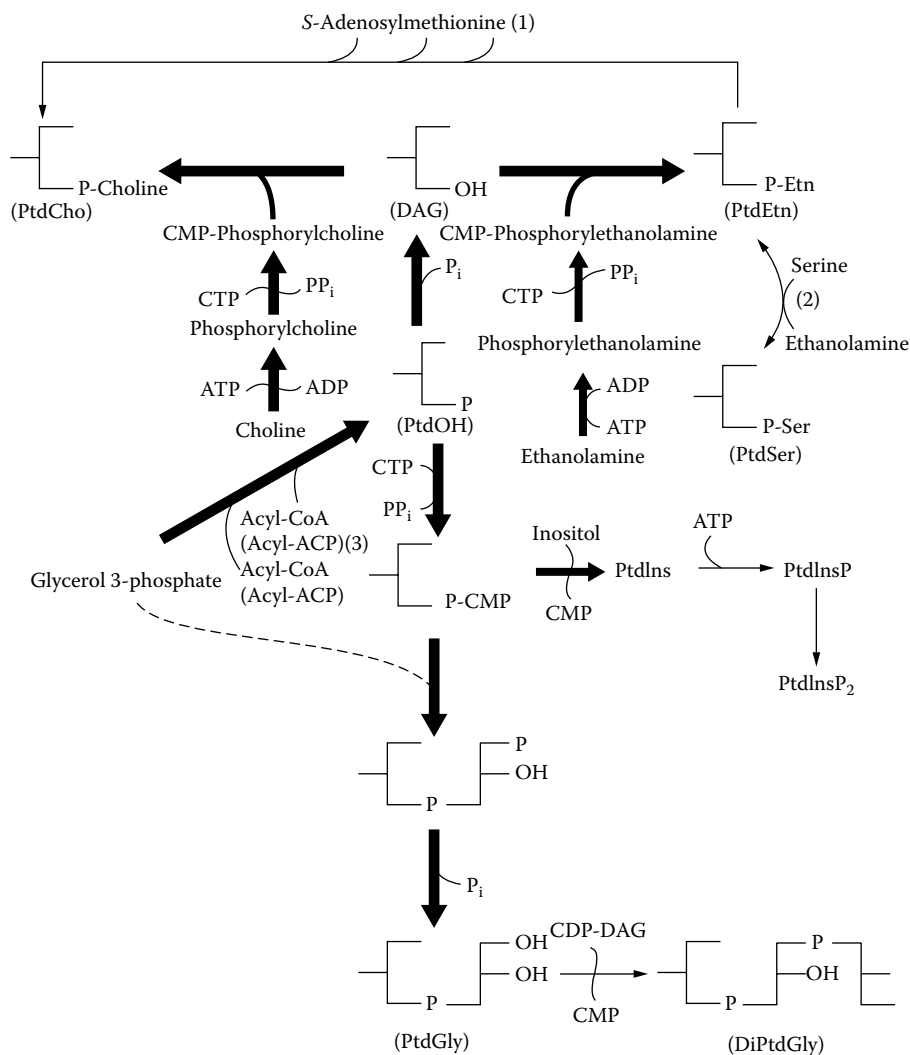 S-Adenosylmethionine (1)
P-Choline
(PtdCho)
OH
(DAG)
P-Etn
(PtdEtn)
CMP-Phosphorylcholine
CMP-Phosphorylethanolamine
Pi
CTP
PPi
CTP
PPi
Serine
(2)
Ethanolamine
Phosphorylcholine
Phosphorylethanolamine
ATP
ADP
P
(PtdOH)
ADP
ATP
P-Ser
(PtdSer)
Choline
Ethanolamine
CTP
PPi
Acyl-CoA
(Acyl-ACP)(3)
Acyl-CoA
(Acyl-ACP)
Glycerol 3-phosphate
P-CMP
Inositol
CMP
PtdIns
ATP
PtdInsP
PtdInsP2
P
OH
P
Pi
OH
OH
P
(PtdGly)
CDP-DAG
CMP
P
OH
P
(DiPtdGly)